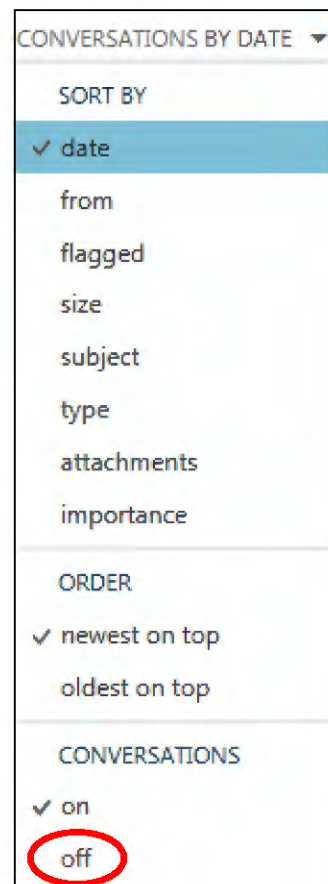 CONVERSATIONS BY DATE
SORT BY
date
from
flagged
size
subject
type
attachments
importance
ORDER
newest on top
oldest on top
CONVERSATIONS
on
off